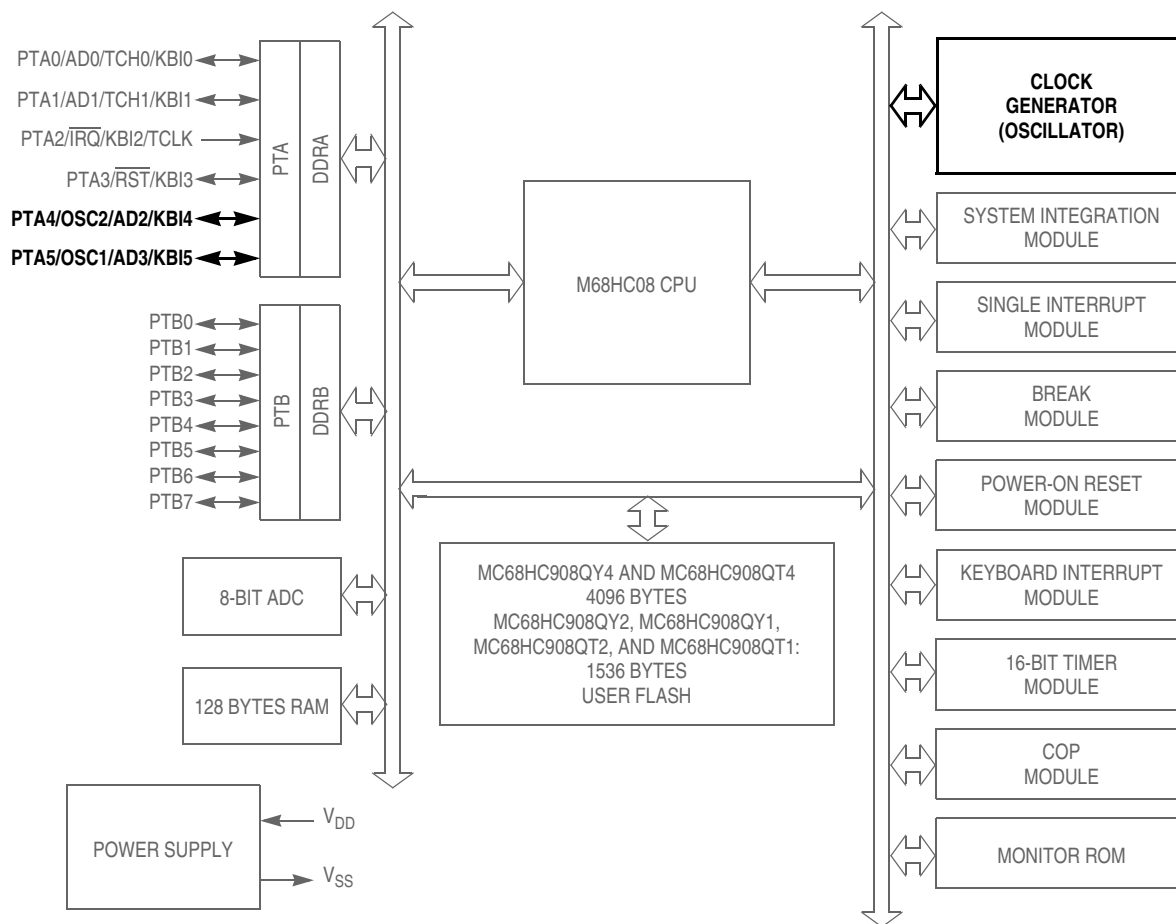 PTA0/AD0/TCH0/KBI0
PTA1/AD1/TCH1/KBI1
PTA2/IRQ/KBI2/TCLK
PTA3/RST/KBI3
PTA4/OSC2/AD2/KBI4
PTA5/OSC1/AD3/KBI5
PTA
DDRA
PTB0
PTB1
PTB2
PTB3
PTB4
PTB5
PTB6
PTB7
PTB
DDRB
8-BIT ADC
128 BYTES RAM
POWER SUPPLY
VDD
VSS
M68HC08 CPU
MC68HC908QY4 AND MC68HC908QT4
4096 BYTES
MC68HC908QY2, MC68HC908QY1,
MC68HC908QT2, AND MC68HC908QT1:
1536 BYTES
USER FLASH
CLOCK
GENERATOR
(OSCILLATOR)
SYSTEM INTEGRATION
MODULE
SINGLE INTERRUPT
MODULE
BREAK
MODULE
POWER-ON RESET
MODULE
KEYBOARD INTERRUPT
MODULE
16-BIT TIMER
MODULE
COP
MODULE
MONITOR ROM